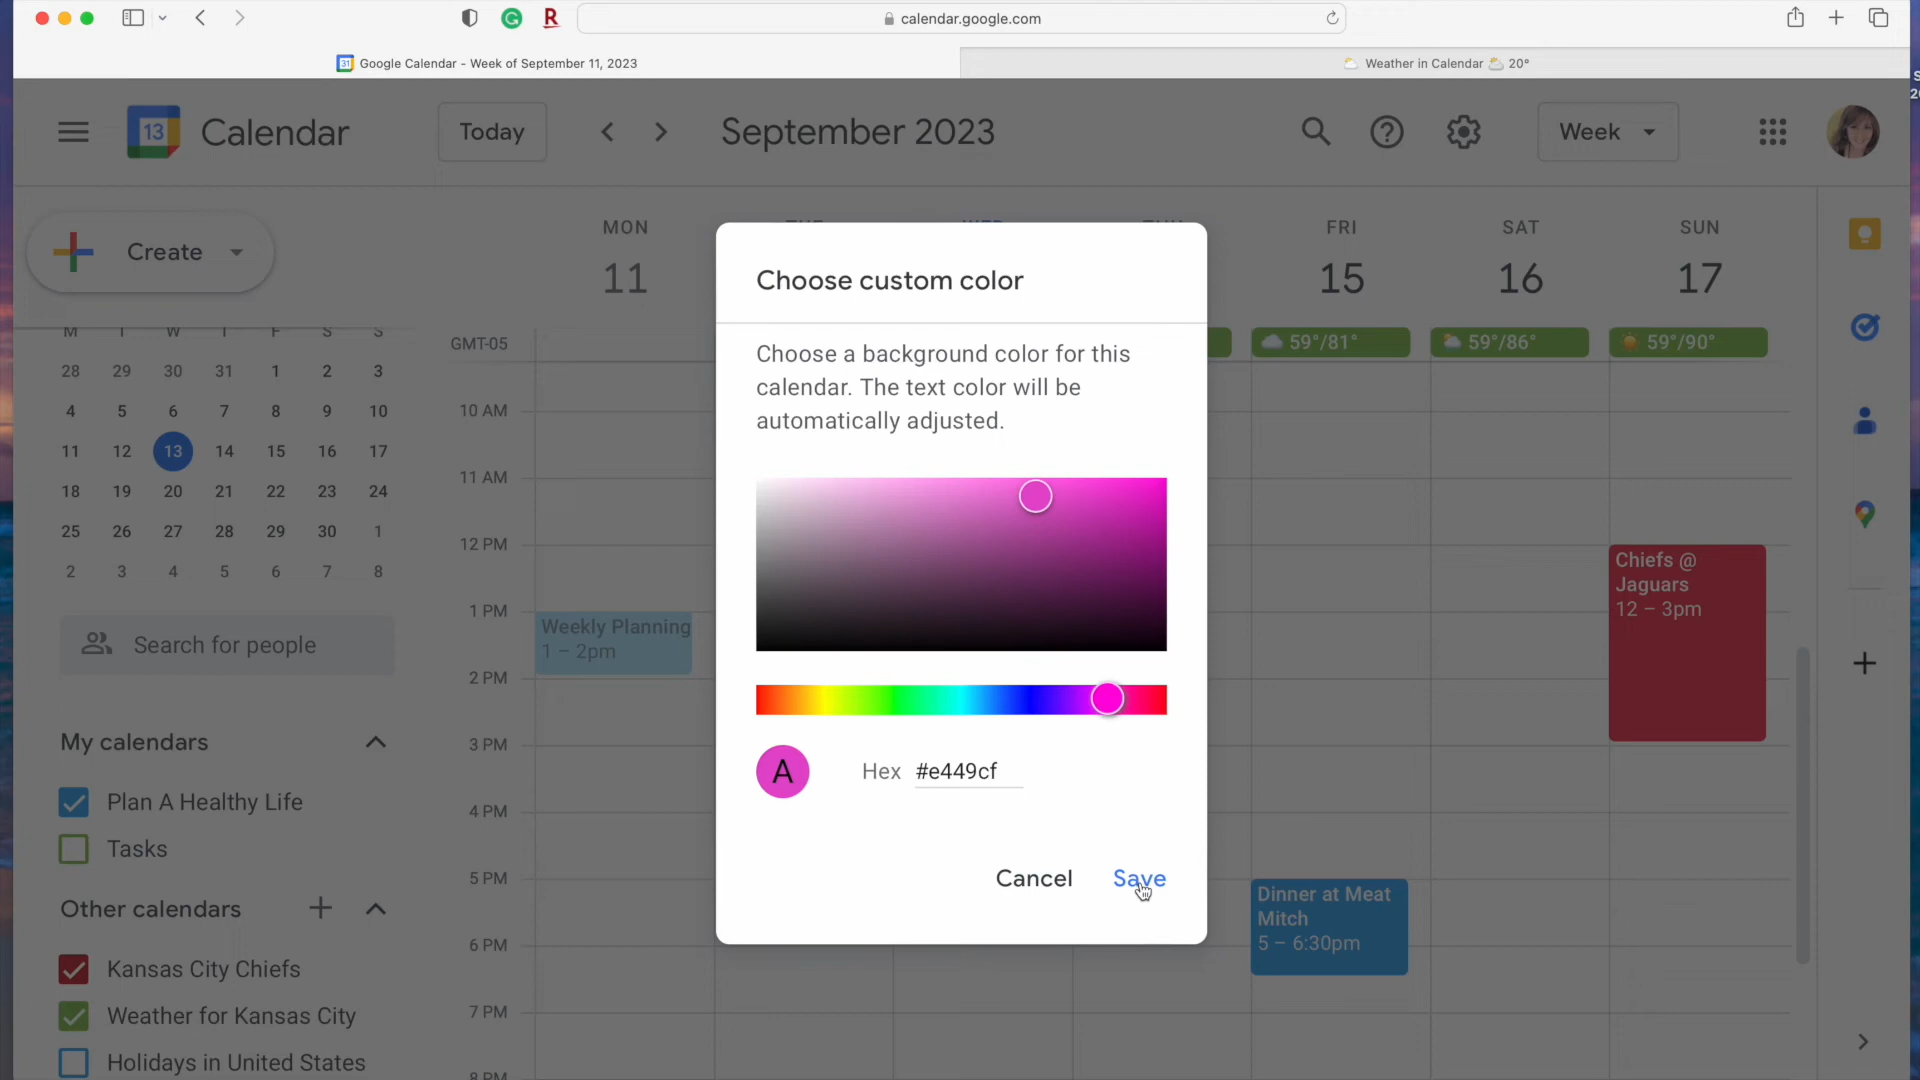 calendar.google.com
Google Calendar - Week of September 11, 2023
Weather in Calendar 20°
13 Calendar
Today
September 2023
Week
Create
MON
11
FRI
15
SAT
16
SUN
17
M T W T F S S
28 29 30 31 1 2 3
4 5 6 7 8 9 10
11 12 13 14 15 16 17
18 19 20 21 22 23 24
25 26 27 28 29 30 1
2 3 4 5 6 7 8
Search for people
My calendars
Plan A Healthy Life
Tasks
Other calendars
Kansas City Chiefs
Weather for Kansas City
Holidays in United States
GMT-05
59°/81°
59°/86°
59°/90°
10 AM
11 AM
12 PM
1 PM
2 PM
3 PM
4 PM
5 PM
6 PM
7 PM
8 PM
Weekly Planning
1 – 2pm
Choose custom color
Choose a background color for this
calendar. The text color will be
automatically adjusted.
A
Hex #e449cf
Cancel
Save
Dinner at Meat
Mitch
5 – 6:30pm
Chiefs @
Jaguars
12 – 3pm